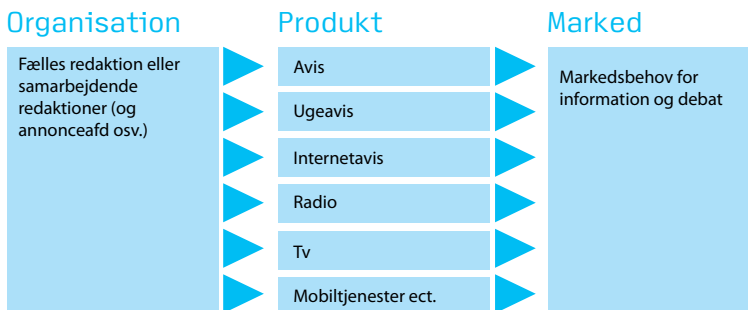 Organisation
Fælles redaktion eller
samarbejdende
redaktioner (og
annonceafd osv.)
Produkt
Avis
Ugeavis
Internetavis
Radio
Tv
Mobiltjenester ect.
Marked
Markedsbehov for
information og debat